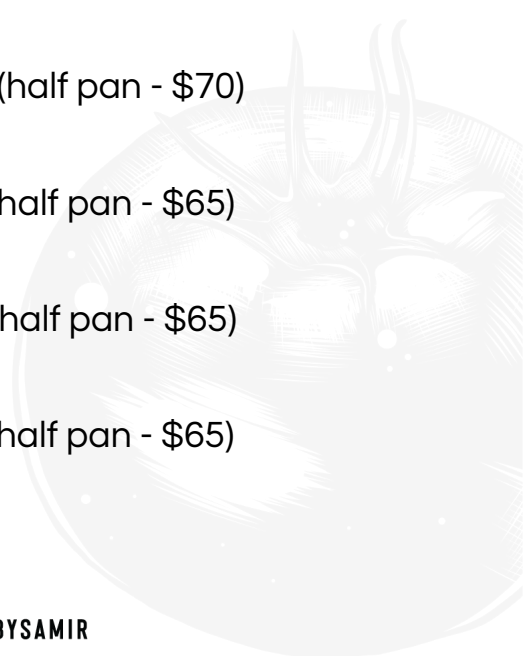 (half pan - $70)
half pan - $65)
half pan - $65)
half pan - $65)
BYSAMIR